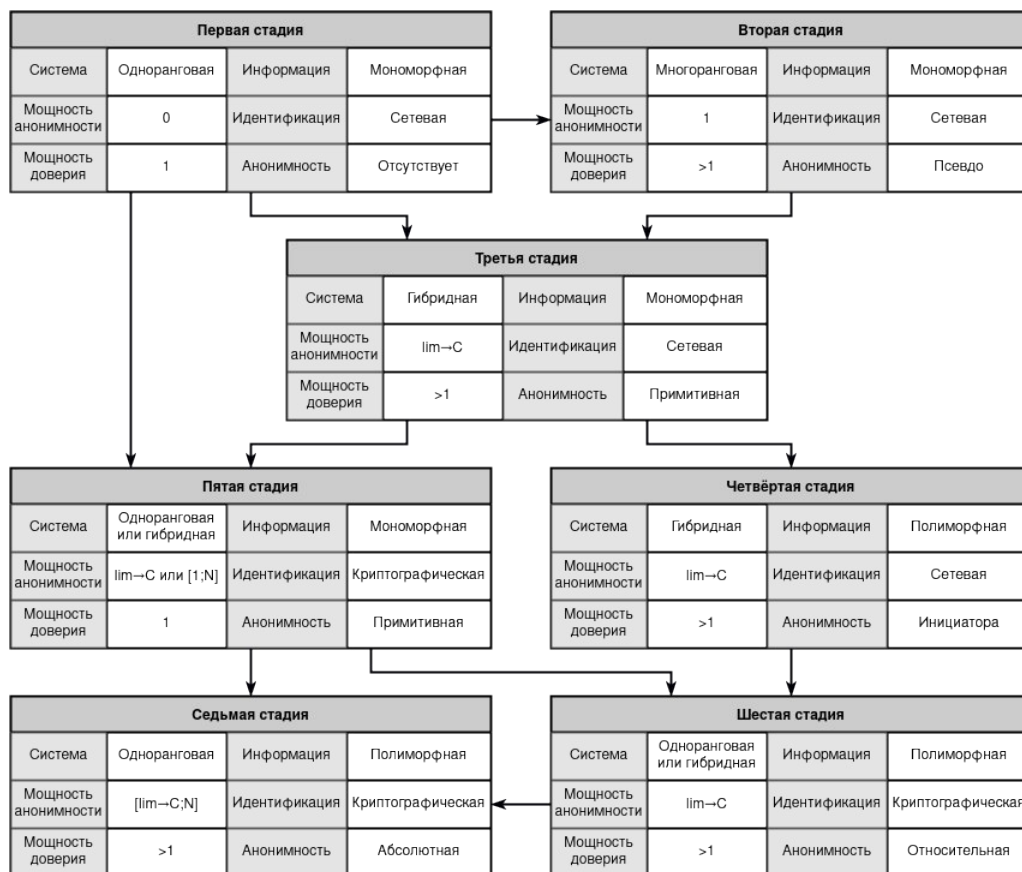 Первая стадия
Система Одноранговая Информация Мономорфная
Мощность анонимности 0 Идентификация Сетевая
Мощность доверия 1 Анонимность Отсутствует
Вторая стадия
Система Многоранговая Информация Мономорфная
Мощность анонимности 1 Идентификация Сетевая
Мощность доверия >1 Анонимность Псевдо
Третья стадия
Система Гибридная Информация Мономорфная
Мощность анонимности lim→C Идентификация Сетевая
Мощность доверия >1 Анонимность Примитивная
Пятая стадия
Система Одноранговая или гибридная Информация Мономорфная
Мощность анонимности lim→C или [1;N] Идентификация Криптографическая
Мощность доверия 1 Анонимность Примитивная
Четвёртая стадия
Система Гибридная Информация Полиморфная
Мощность анонимности lim→C Идентификация Сетевая
Мощность доверия >1 Анонимность Инициатора
Седьмая стадия
Система Одноранговая Информация Полиморфная
Мощность анонимности [lim→C;N] Идентификация Криптографическая
Мощность доверия >1 Анонимность Абсолютная
Шестая стадия
Система Одноранговая или гибридная Информация Полиморфная
Мощность анонимности lim→C Идентификация Криптографическая
Мощность доверия >1 Анонимность Относительная